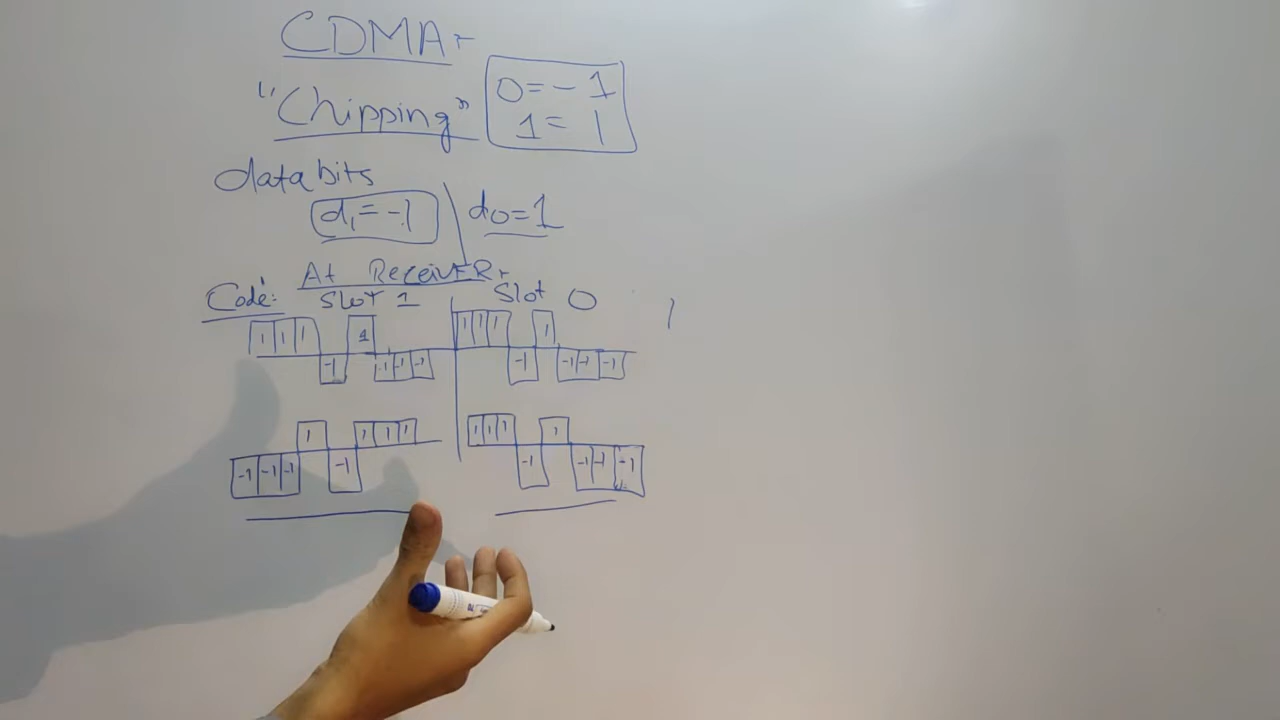 CDMA:-
"Chipping"
0 = - 1
1 = 1
data bits
d₁ = -1
d0 = 1
At Receiver:-
Code: Slot 1 Slot 0
1 1 1 -1 1 -1 -1 -1 1 1 1 -1 1 -1 -1 -1
-1 -1 -1 1 -1 1 1 1 1 1 1 -1 1 -1 -1 -1